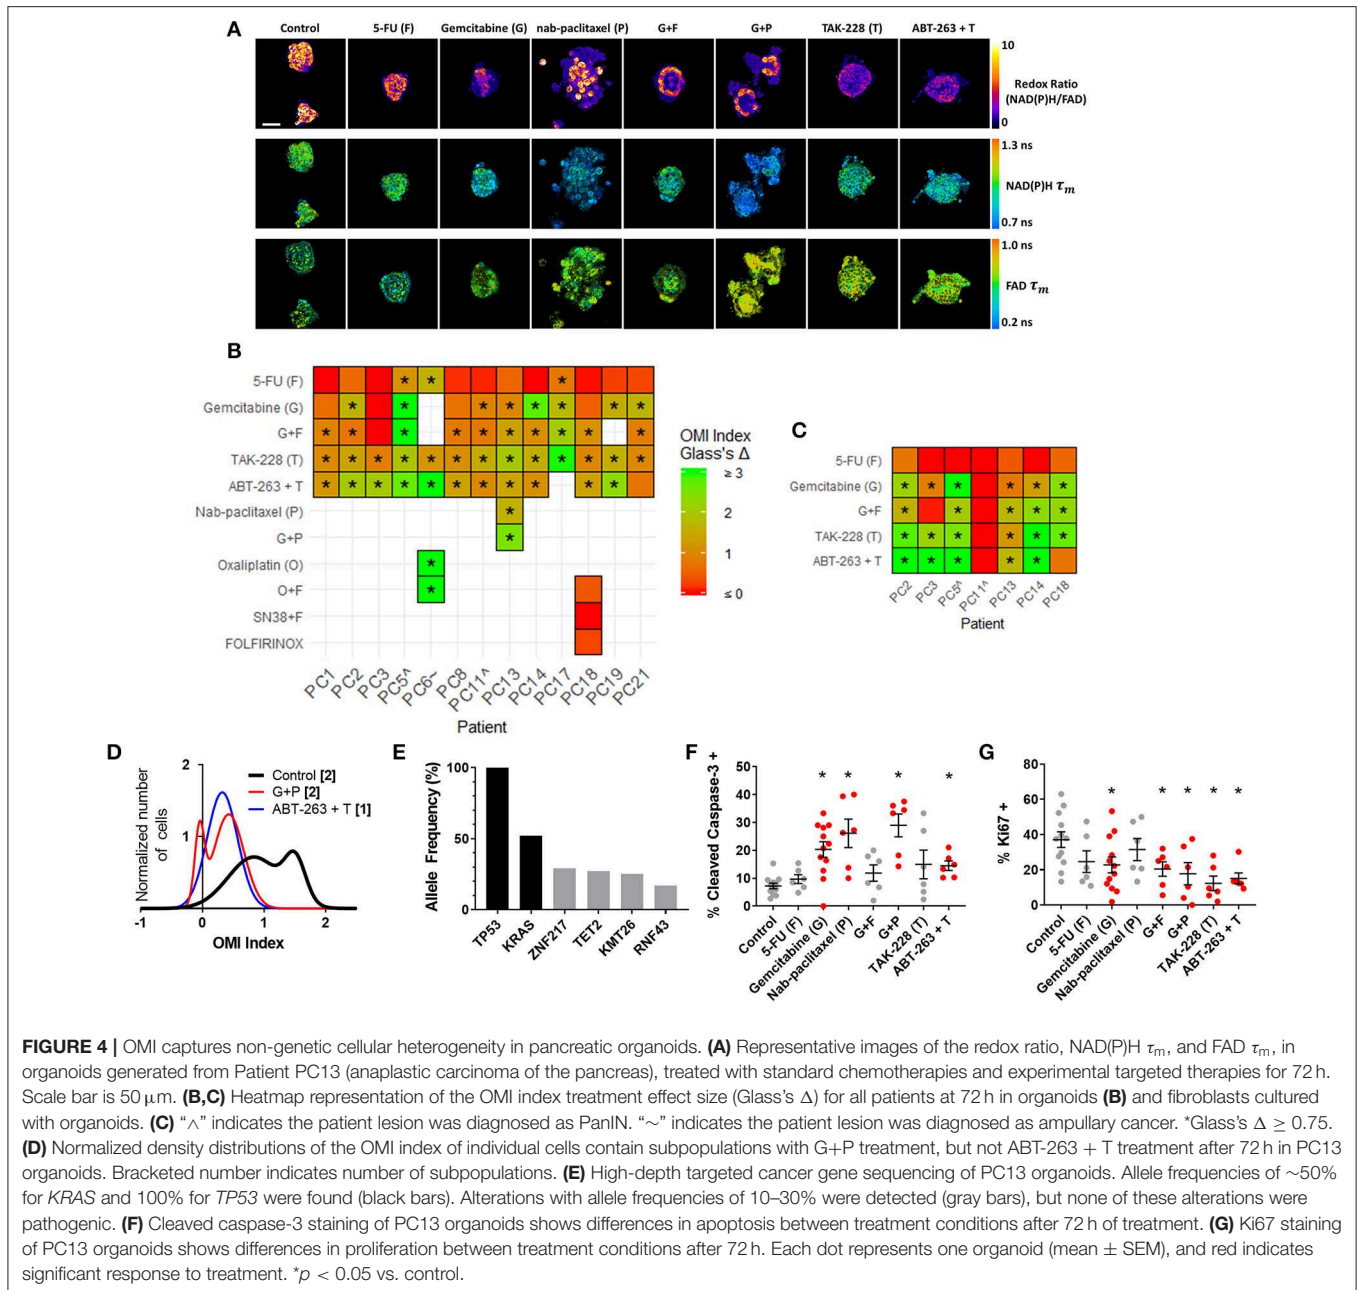 A
Control 5-FU (F) Gemcitabine (G) nab-paclitaxel (P) G+F G+P TAK-228 (T) ABT-263 + T
10
Redox Ratio
(NAD(P)H/FAD)
0
1.3 ns
NAD(P)H τm
0.7 ns
1.0 ns
FAD τm
0.2 ns
B
5-FU (F) * * *
Gemcitabine (G) * * * * * * * *
G+F * * * * * * * * * *
TAK-228 (T) * * * * * * * * * * * * *
ABT-263 + T * * * * * * * * * * *
Nab-paclitaxel (P) *
G+P *
Oxaliplatin (O) *
O+F *
SN38+F
FOLFIRINOX
PC1 PC2 PC3 PC5^ PC6~ PC8 PC11^ PC13 PC14 PC17 PC18 PC19 PC21
Patient
OMI Index
Glass's Δ
≥ 3
2
1
≤ 0
C
5-FU (F)
Gemcitabine (G) * * * * * *
G+F * * * * *
TAK-228 (T) * * * * * *
ABT-263 + T * * * * *
PC2 PC3 PC5^ PC11^ PC13 PC14 PC18
Patient
D
Normalized number
of cells
2
1
-1 0 1 2
OMI Index
Control [2]
G+P [2]
ABT-263 + T [1]
E
Allele Frequency (%)
100
50
0
TP53 KRAS ZNF217 TET2 KMT26 RNF43
F
% Cleaved Caspase-3 +
50
40
30
20
10
0
* * * *
Control 5-FU (F) Gemcitabine (G) Nab-paclitaxel (P) G+F G+P TAK-228 (T) ABT-263 + T
G
% Ki67 +
80
60
40
20
0
* * * * *
Control 5-FU (F) Gemcitabine (G) Nab-paclitaxel (P) G+F G+P TAK-228 (T) ABT-263 + T
FIGURE 4 | OMI captures non-genetic cellular heterogeneity in pancreatic organoids. (A) Representative images of the redox ratio, NAD(P)H τm, and FAD τm, in
organoids generated from Patient PC13 (anaplastic carcinoma of the pancreas), treated with standard chemotherapies and experimental targeted therapies for 72 h.
Scale bar is 50 μm. (B,C) Heatmap representation of the OMI index treatment effect size (Glass's Δ) for all patients at 72 h in organoids (B) and fibroblasts cultured
with organoids. (C) “∧” indicates the patient lesion was diagnosed as PanIN. “∼” indicates the patient lesion was diagnosed as ampullary cancer. *Glass's Δ ≥ 0.75.
(D) Normalized density distributions of the OMI index of individual cells contain subpopulations with G+P treatment, but not ABT-263 + T treatment after 72 h in PC13
organoids. Bracketed number indicates number of subpopulations. (E) High-depth targeted cancer gene sequencing of PC13 organoids. Allele frequencies of ∼50%
for KRAS and 100% for TP53 were found (black bars). Alterations with allele frequencies of 10–30% were detected (gray bars), but none of these alterations were
pathogenic. (F) Cleaved caspase-3 staining of PC13 organoids shows differences in apoptosis between treatment conditions after 72 h of treatment. (G) Ki67 staining
of PC13 organoids shows differences in proliferation between treatment conditions after 72 h. Each dot represents one organoid (mean ± SEM), and red indicates
significant response to treatment. *p < 0.05 vs. control.